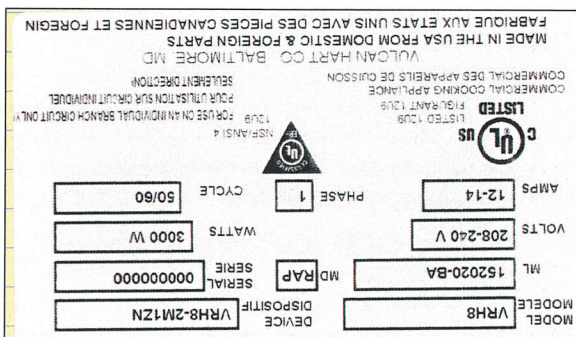 MODEL
MODELE
VRH8
DEVICE
DISPOSITIF
VRH8-2M1ZN
ML
152020-BA
MD
RAP
SERIAL
SERIE
000000000
VOLTS
208-240 V
WATTS
3000 W
AMPS
12-14
PHASE
1
CYCLE
50/60
C UL US
LISTED
LISTED 12U9
FIGURANT 12U9
COMMERCIAL COOKING APPLIANCE
COMMERCIAL DES APPAREILS DE CUISSON
CLASSIFIED
UL
NSF/ANSI 4
12U9
FOR USE ON AN INDIVIDUAL BRANCH CIRCUIT ONLY
POUR UTILISATION SUR CIRCUIT INDIVIDUEL
SEULEMENT DIRECTION
VULCAN HART CO BALTIMORE MD
MADE IN THE USA FROM DOMESTIC & FOREIGN PARTS
FABRIQUE AUX ETATS UNIS AVEC DES PIECES CANADIENNES ET FOREGIN